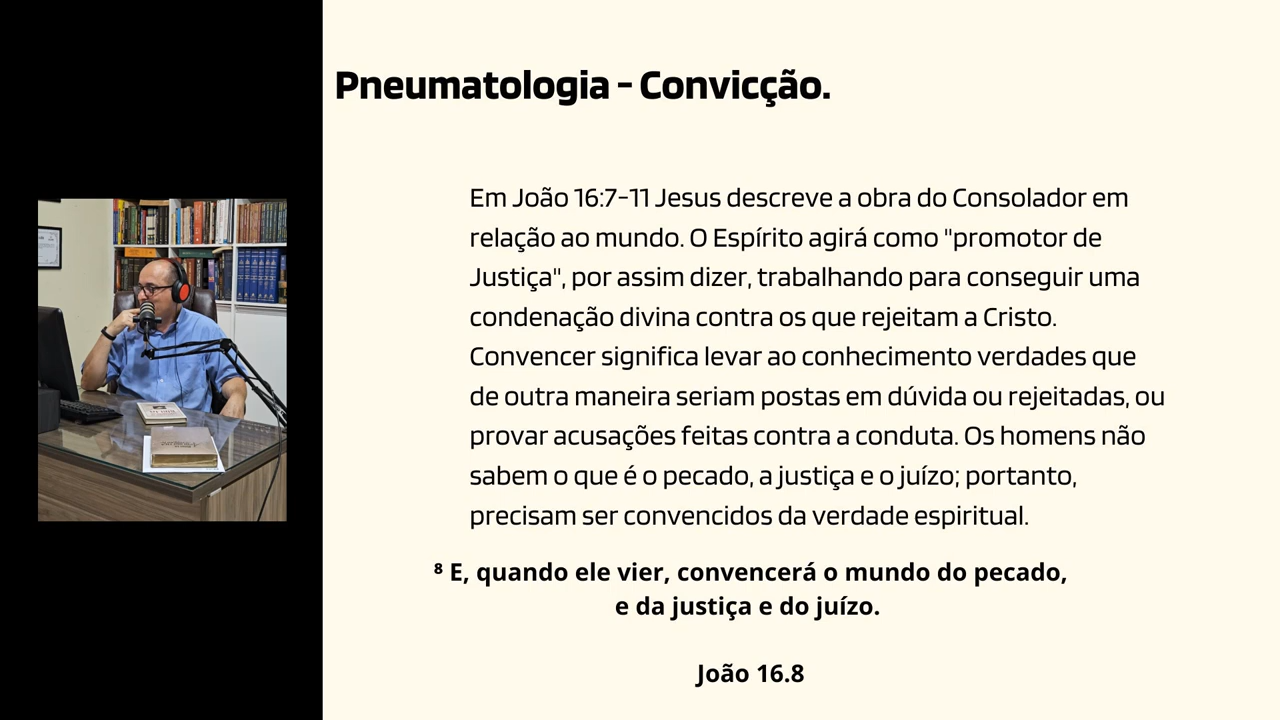 Pneumatologia - Convicção.
Em João 16:7-11 Jesus descreve a obra do Consolador em
relação ao mundo. O Espírito agirá como "promotor de
Justiça", por assim dizer, trabalhando para conseguir uma
condenação divina contra os que rejeitam a Cristo.
Convencer significa levar ao conhecimento verdades que
de outra maneira seriam postas em dúvida ou rejeitadas, ou
provar acusações feitas contra a conduta. Os homens não
sabem o que é o pecado, a justiça e o juízo; portanto,
precisam ser convencidos da verdade espiritual.
⁸ E, quando ele vier, convencerá o mundo do pecado,
e da justiça e do juízo.
João 16.8